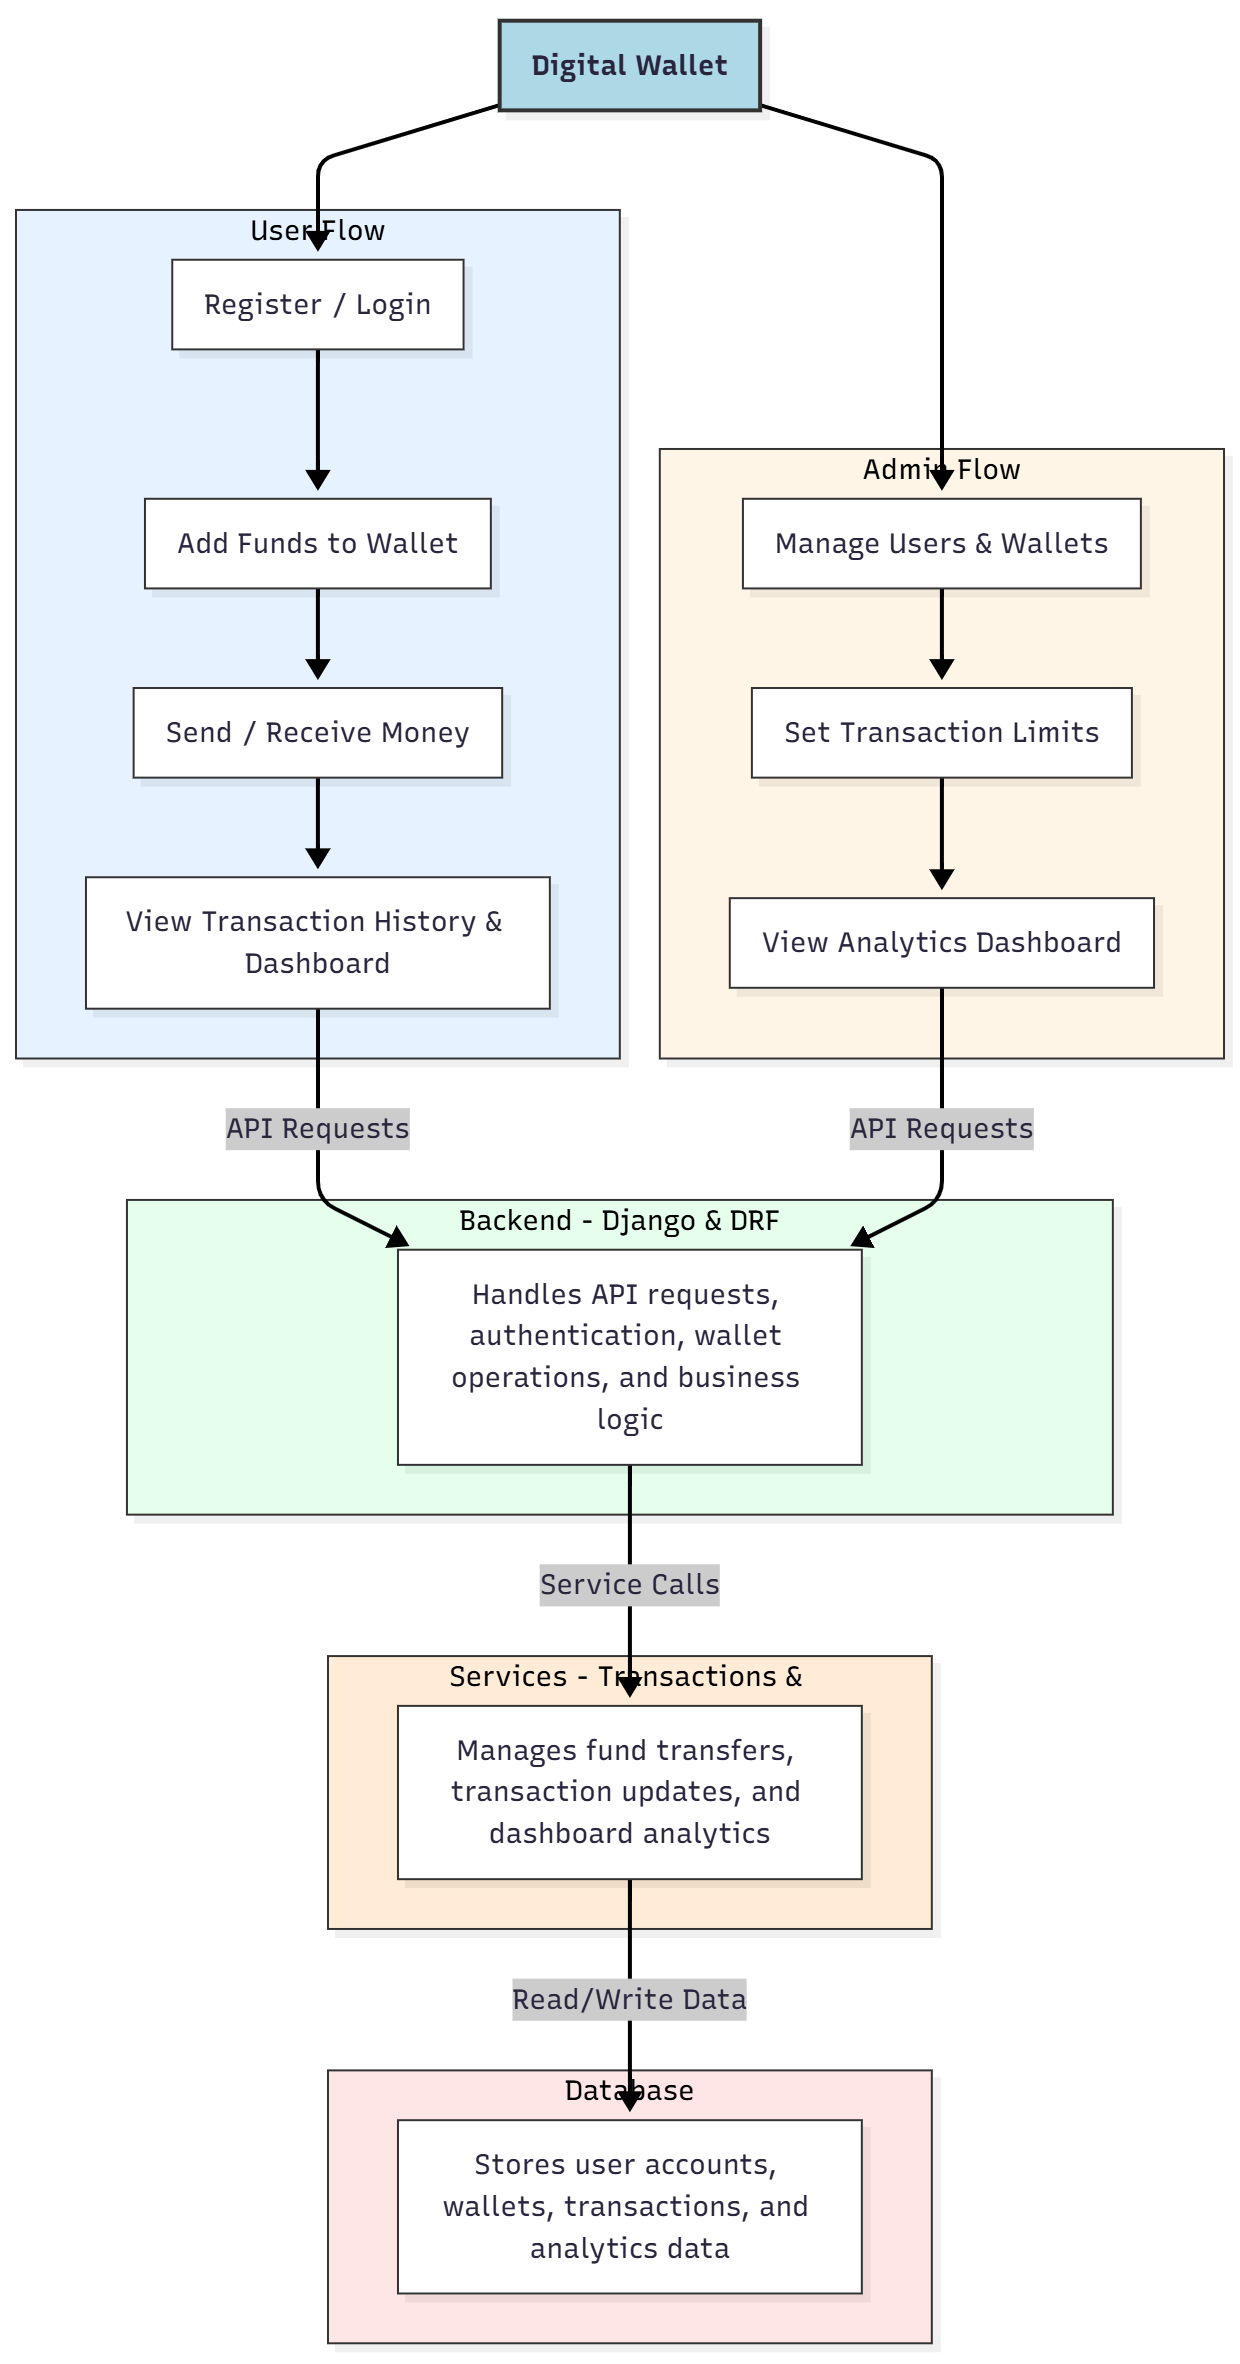 Digital Wallet
User Flow
Register / Login
Add Funds to Wallet
Send / Receive Money
View Transaction History &
Dashboard
Admin Flow
Manage Users & Wallets
Set Transaction Limits
View Analytics Dashboard
API Requests
API Requests
Backend - Django & DRF
Handles API requests,
authentication, wallet
operations, and business
logic
Service Calls
Services - Transactions &
Manages fund transfers,
transaction updates, and
dashboard analytics
Read/Write Data
Database
Stores user accounts,
wallets, transactions, and
analytics data